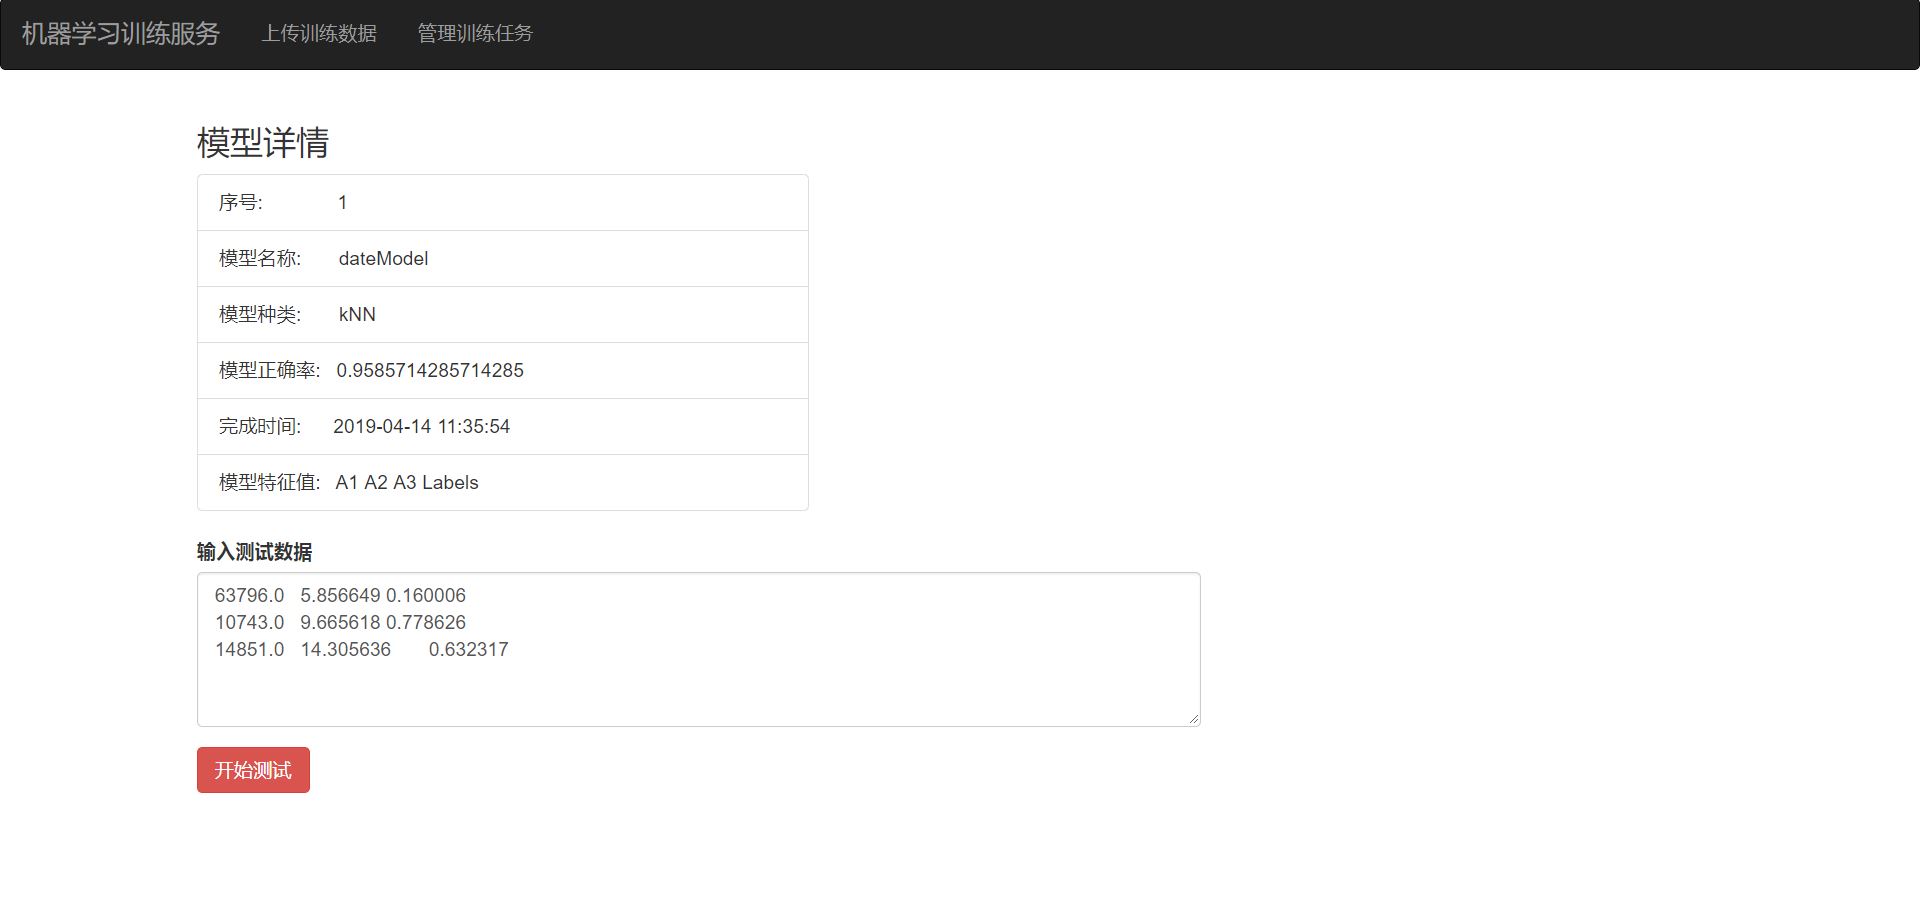 机器学习训练服务 上传训练数据 管理训练任务
模型详情
序号: 1
模型名称: dateModel
模型种类: kNN
模型正确率: 0.9585714285714285
完成时间: 2019-04-14 11:35:54
模型特征值: A1 A2 A3 Labels
输入测试数据
63796.0 5.856649 0.160006
10743.0 9.665618 0.778626
14851.0 14.305636 0.632317
开始测试